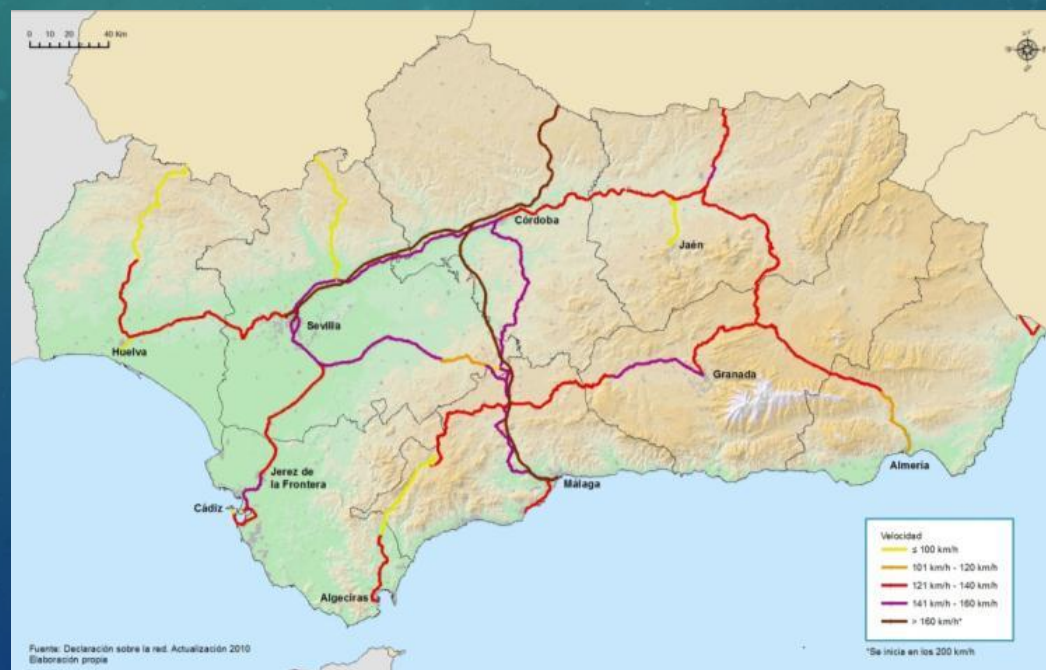 0 10 20 40 Km
Córdoba
Jaén
Sevilla
Huelva
Granada
Jerez de
la Frontera
Málaga
Almería
Cádiz
Algeciras
Velocidad
≤ 100 km/h
101 km/h - 120 km/h
121 km/h - 140 km/h
141 km/h - 160 km/h
> 160 km/h*
*Se inicia en los 200 km/h
Fuente: Declaración sobre la red. Actualización 2010
Elaboración propia